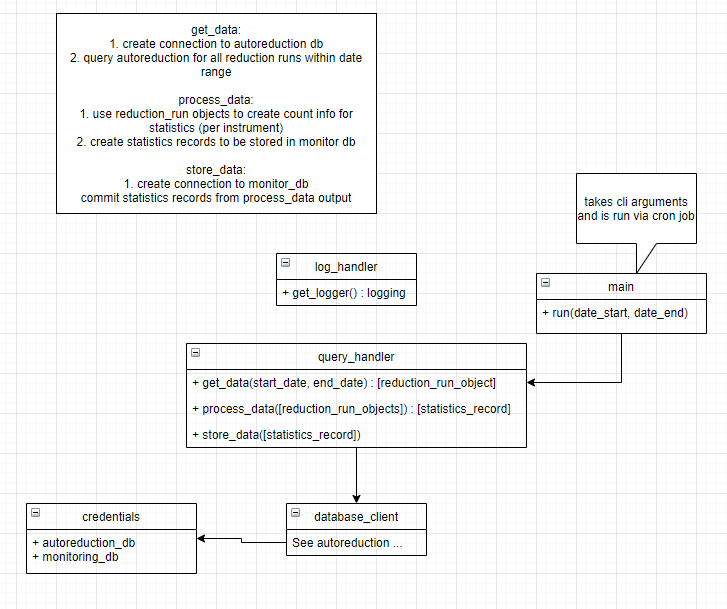 get_data:
1. create connection to autoreduction db
2. query autoreduction for all reduction runs within date
range
process_data:
1. use reduction_run objects to create count info for
statistics (per instrument)
2. create statistics records to be stored in monitor db
store_data:
1. create connection to monitor_db
commit statistics records from process_data output
takes cli arguments
and is run via cron job
log_handler
+ get_logger() : logging
main
+ run(date_start, date_end)
query_handler
+ get_data(start_date, end_date) : [reduction_run_object]
+ process_data([reduction_run_objects]) : [statistics_record]
+ store_data([statistics_record])
credentials
+ autoreduction_db
+ monitoring_db
database_client
See autoreduction ...